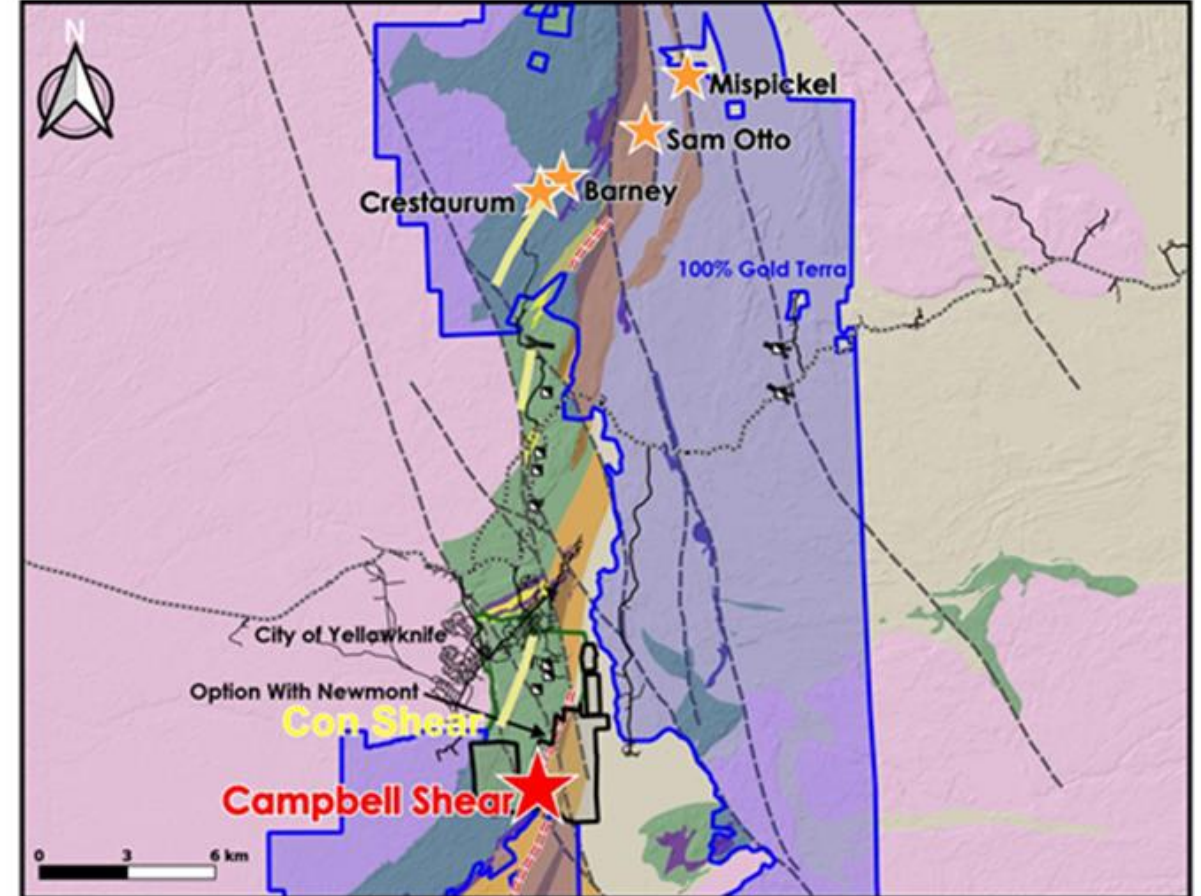 N
Mispickel
Sam Otto
Barney
Crestaurum
100% Gold Terra
City of Yellowknife
Option With Newmont
Con Shear
Campbell Shear
0 3 6 km